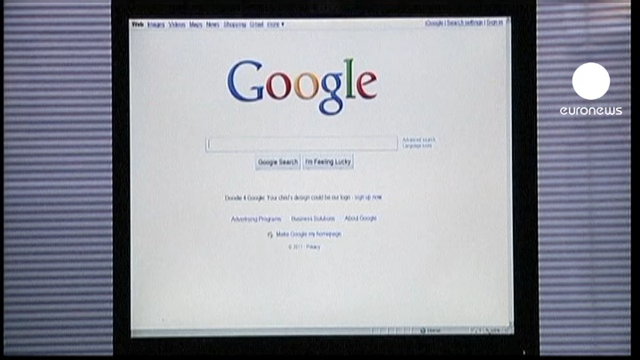 Web Images Videos Maps News Shopping Gmail more ▾
iGoogle | Search settings | Sign in
Google
euronews
Advanced search
Language tools
Google Search
I'm Feeling Lucky
Doodle 4 Google: Your child's design could be our logo - sign up now
Advertising Programs Business Solutions About Google
Make Google my homepage
© 2011 - Privacy